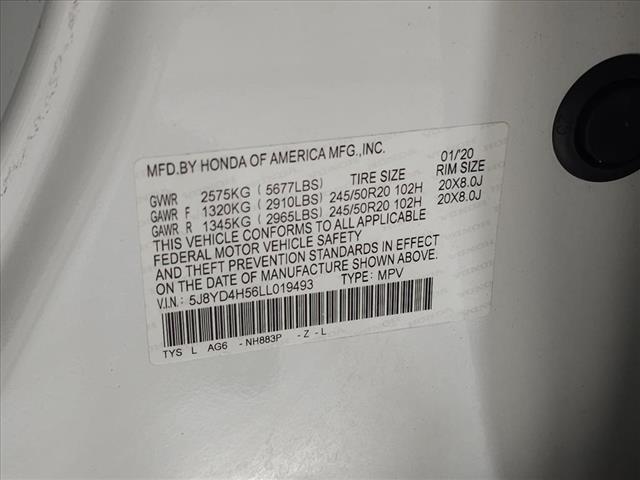 MFD.BY HONDA OF AMERICA MFG.,INC. 01/'20
TIRE SIZE RIM SIZE
GVWR 2575KG ( 5677LBS)
GAWR F 1320KG ( 2910LBS) 245/50R20 102H 20X8.0J
GAWR R 1345KG ( 2965LBS) 245/50R20 102H 20X8.0J
THIS VEHICLE CONFORMS TO ALL APPLICABLE
FEDERAL MOTOR VEHICLE SAFETY
AND THEFT PREVENTION STANDARDS IN EFFECT
ON THE DATE OF MANUFACTURE SHOWN ABOVE.
V.I.N.: 5J8YD4H56LL019493 TYPE: MPV
TYS L AG6 - NH883P - Z - L